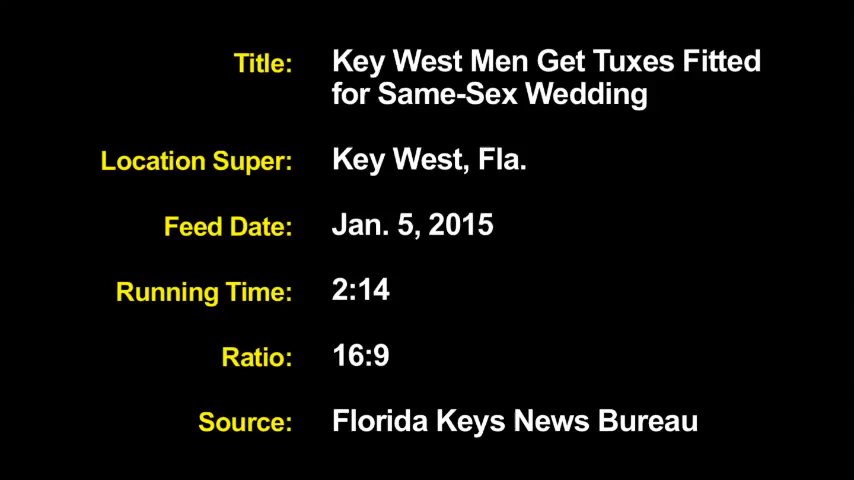 Title: Key West Men Get Tuxes Fitted
for Same-Sex Wedding
Location Super: Key West, Fla.
Feed Date: Jan. 5, 2015
Running Time: 2:14
Ratio: 16:9
Source: Florida Keys News Bureau